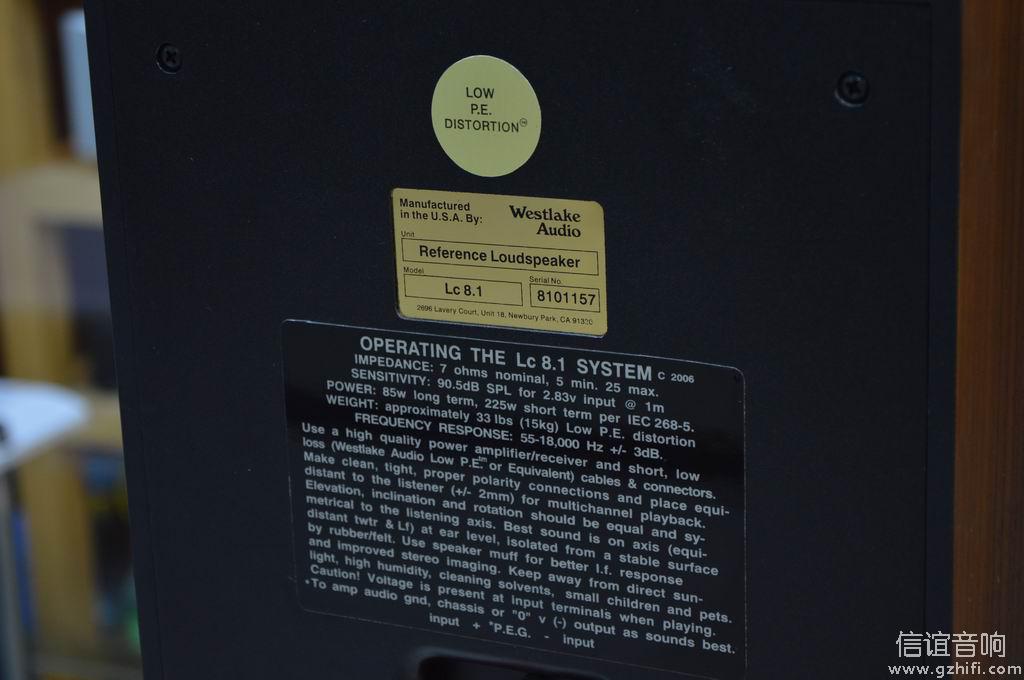 LOW
P.E.
DISTORTION℠
Manufactured
in the U.S.A. By:
Westlake
Audio
Unit
Reference Loudspeaker
Model
Serial No.
Lc 8.1
8101157
2696 Lavery Court, Unit 18, Newbury Park, CA 91320
OPERATING THE Lc 8.1 SYSTEM C 2006
IMPEDANCE: 7 ohms nominal, 5 min. 25 max.
SENSITIVITY: 90.5dB SPL for 2.83v input @ 1m
POWER: 85w long term, 225w short term per IEC 268-5.
WEIGHT: approximately 33 lbs (15kg) Low P.E. distortion
FREQUENCY RESPONSE: 55-18,000 Hz +/- 3dB.
Use a high quality power amplifier/receiver and short, low
loss (Westlake Audio Low P.E.tm or Equivalent) cables & connectors.
Make clean, tight, proper polarity connections and place equi-
distant to the listener (+/- 2mm) for multichannel playback.
Elevation, inclination and rotation should be equal and sy-
metrical to the listening axis. Best sound is on axis (equi-
distant twtr & Lf) at ear level, isolated from a stable surface
by rubber/felt. Use speaker muff for better l.f. response
and improved stereo imaging. Keep away from direct sun-
light, high humidity, cleaning solvents, small children and pets.
Caution! Voltage is present at input terminals when playing.
*To amp audio gnd, chassis or "0" v (-) output as sounds best.
input + *P.E.G. - input
信谊音响
www.gzhifi.com